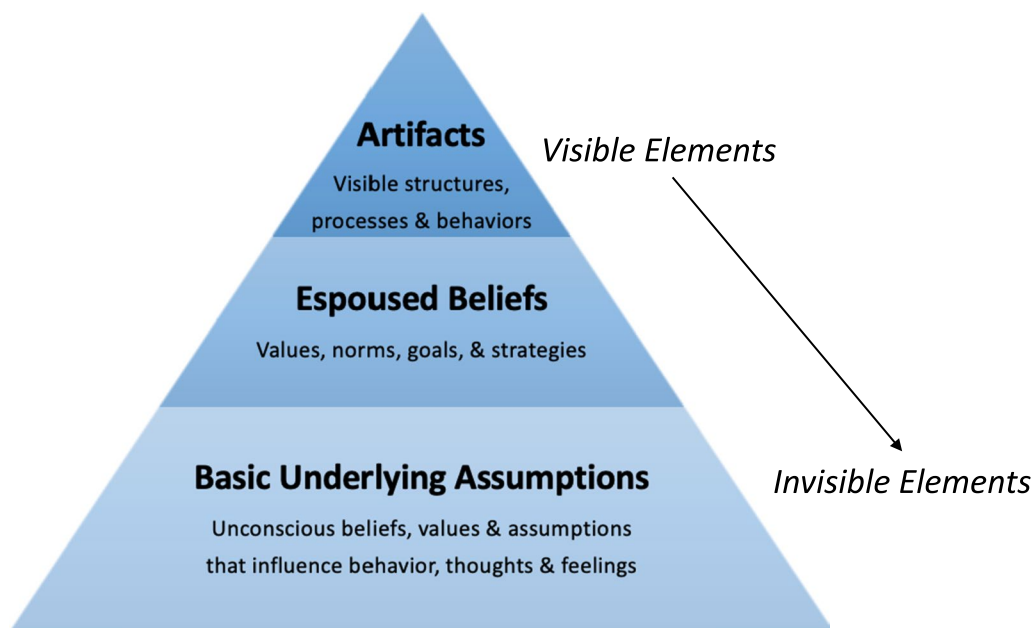 Artifacts
Visible Elements
Visible structures,
processes & behaviors
Espoused Beliefs
Values, norms, goals, & strategies
Basic Underlying Assumptions
Invisible Elements
Unconscious beliefs, values & assumptions
that influence behavior, thoughts & feelings